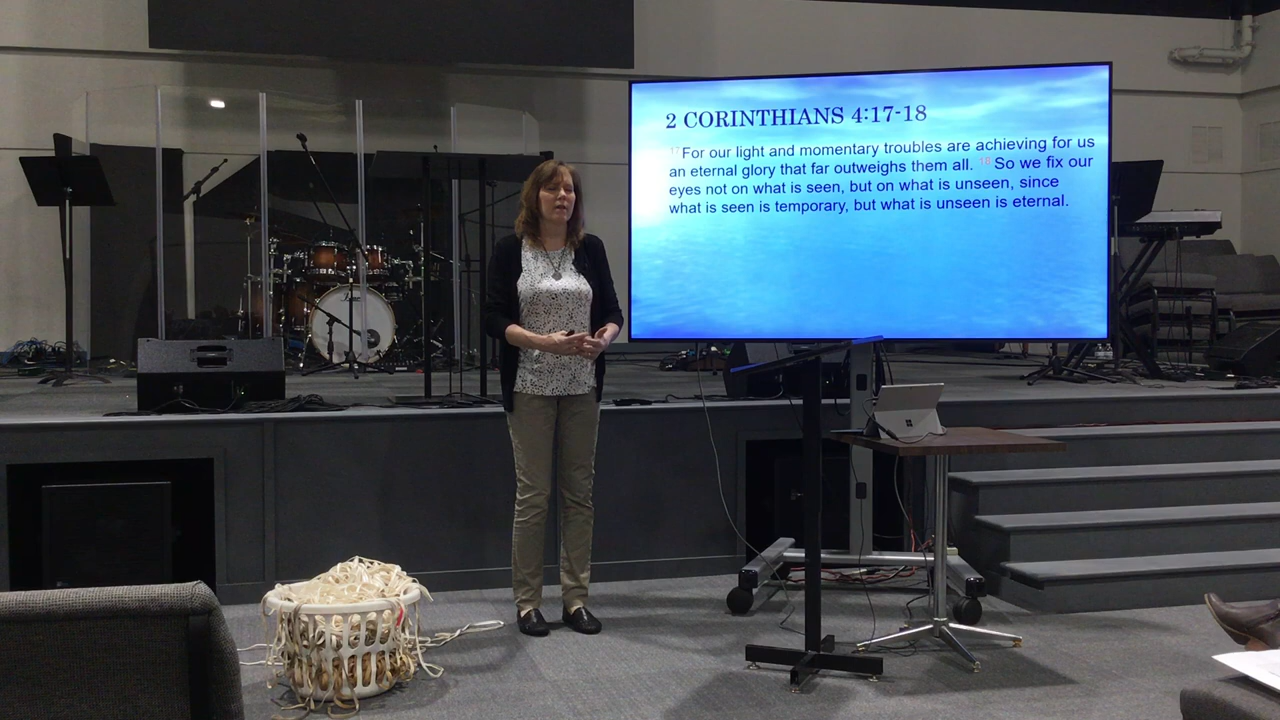 2 CORINTHIANS 4:17-18
17 For our light and momentary troubles are achieving for us
an eternal glory that far outweighs them all. 18 So we fix our
eyes not on what is seen, but on what is unseen, since
what is seen is temporary, but what is unseen is eternal.